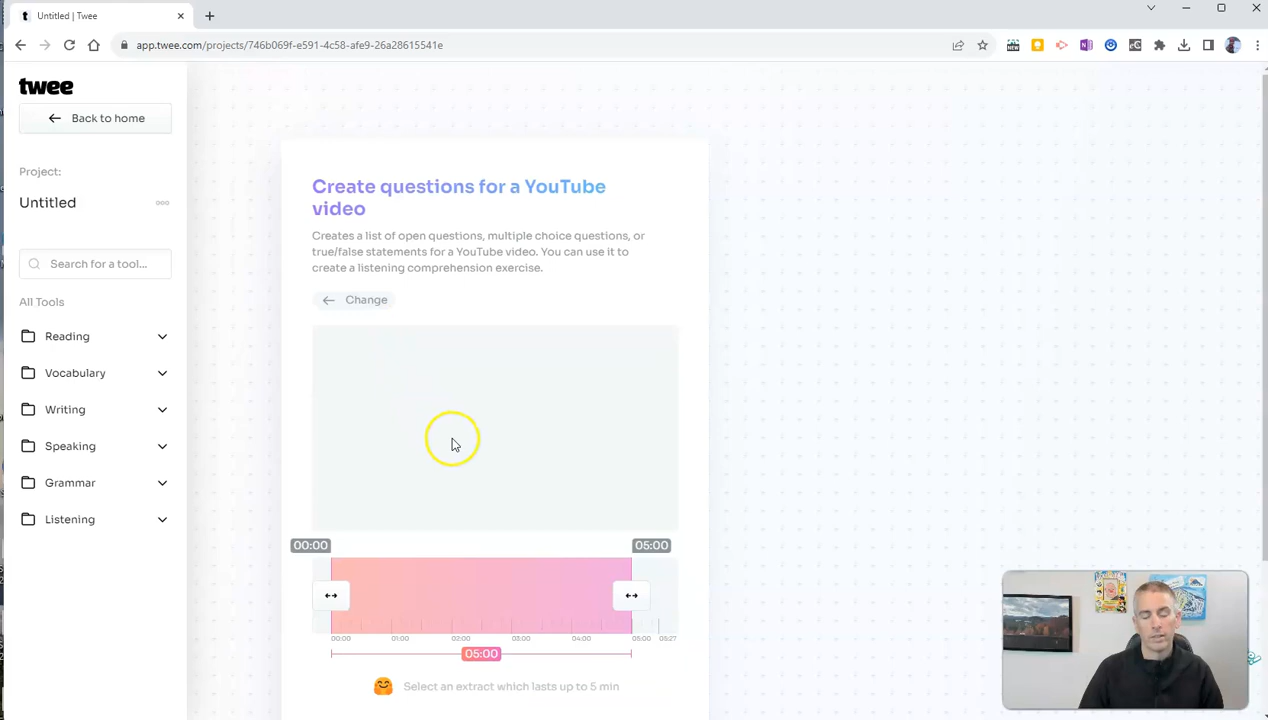 Untitled | Twee
app.twee.com/projects/746b069f-e591-4c58-afe9-26a28615541e
twee
Back to home
Project:
Untitled
Search for a tool...
All Tools
Reading
Vocabulary
Writing
Speaking
Grammar
Listening
Create questions for a YouTube
video
Creates a list of open questions, multiple choice questions, or
true/false statements for a YouTube video. You can use it to
create a listening comprehension exercise.
Change
00:00 05:00
00:00 01:00 02:00 03:00 04:00 05:00 05:27
05:00
Select an extract which lasts up to 5 min